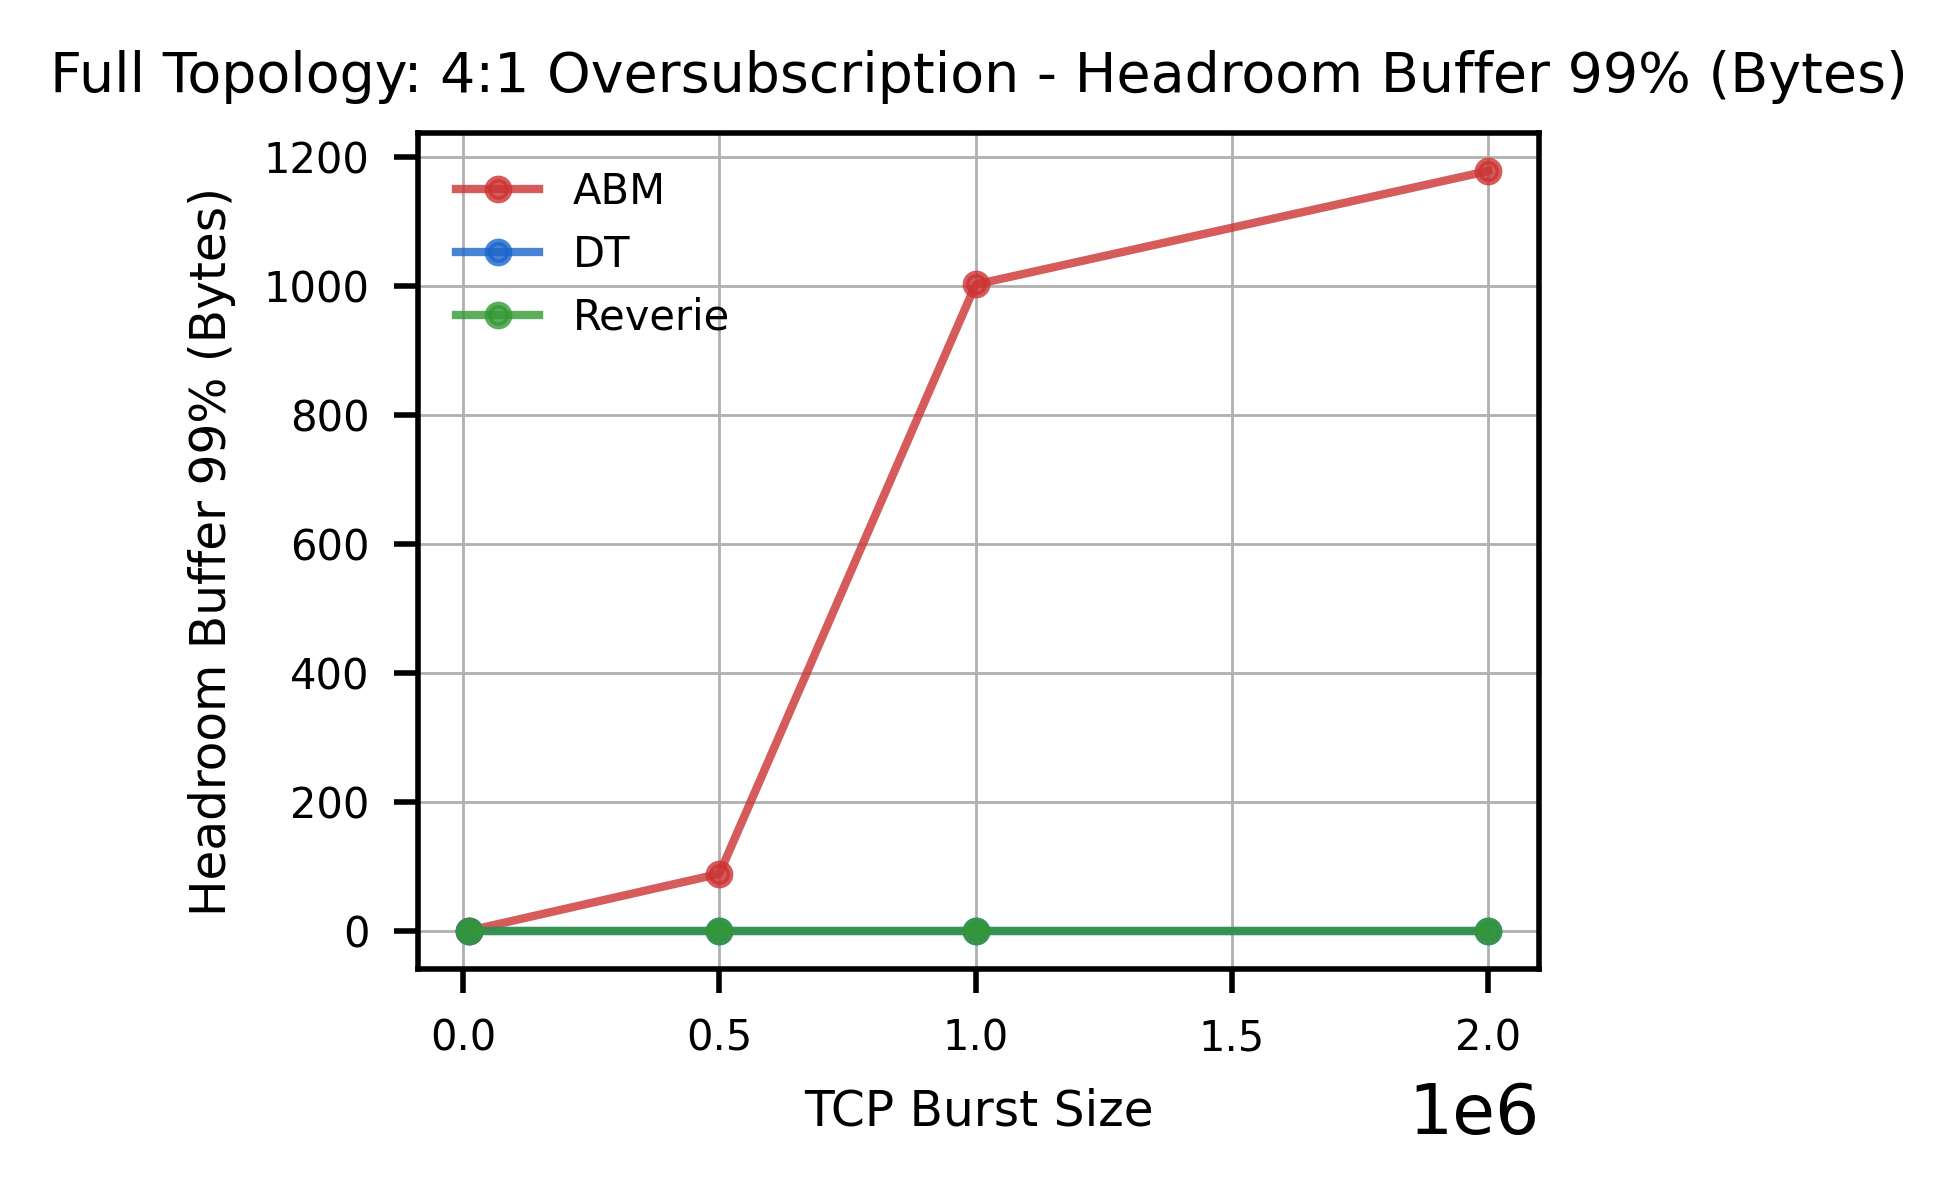 Full Topology: 4:1 Oversubscription - Headroom Buffer 99% (Bytes)
Headroom Buffer 99% (Bytes)
1200
1000
800
600
400
200
0
ABM
DT
Reverie
0.0
0.5
1.0
1.5
2.0
TCP Burst Size
1e6